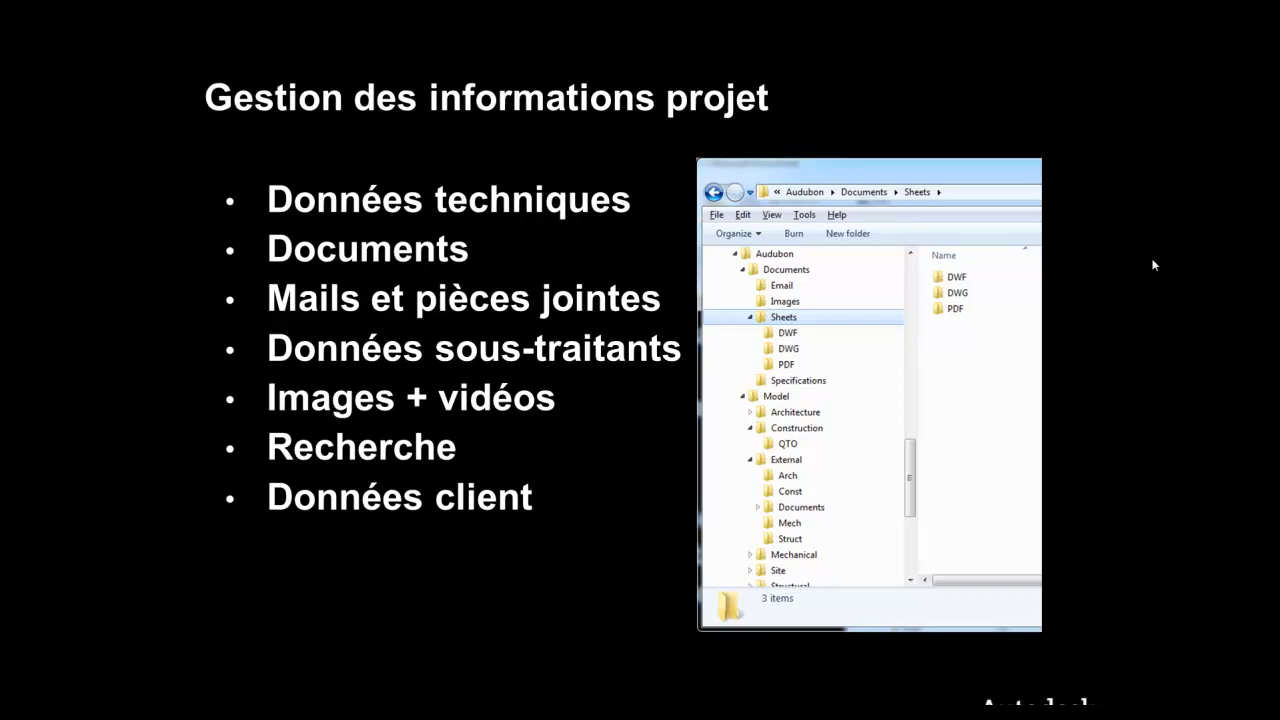 Gestion des informations projet
• Données techniques
• Documents
• Mails et pièces jointes
• Données sous-traitants
• Images + vidéos
• Recherche
• Données client
« Audubon ▸ Documents ▸ Sheets ▸
File Edit View Tools Help
Organize ▾ Burn New folder
Audubon
Documents
Email
Images
Sheets
DWF
DWG
PDF
Specifications
Model
Architecture
Construction
QTO
External
Arch
Const
Documents
Mech
Struct
Mechanical
Site
Structural
Name
DWF
DWG
PDF
3 items
Autodesk